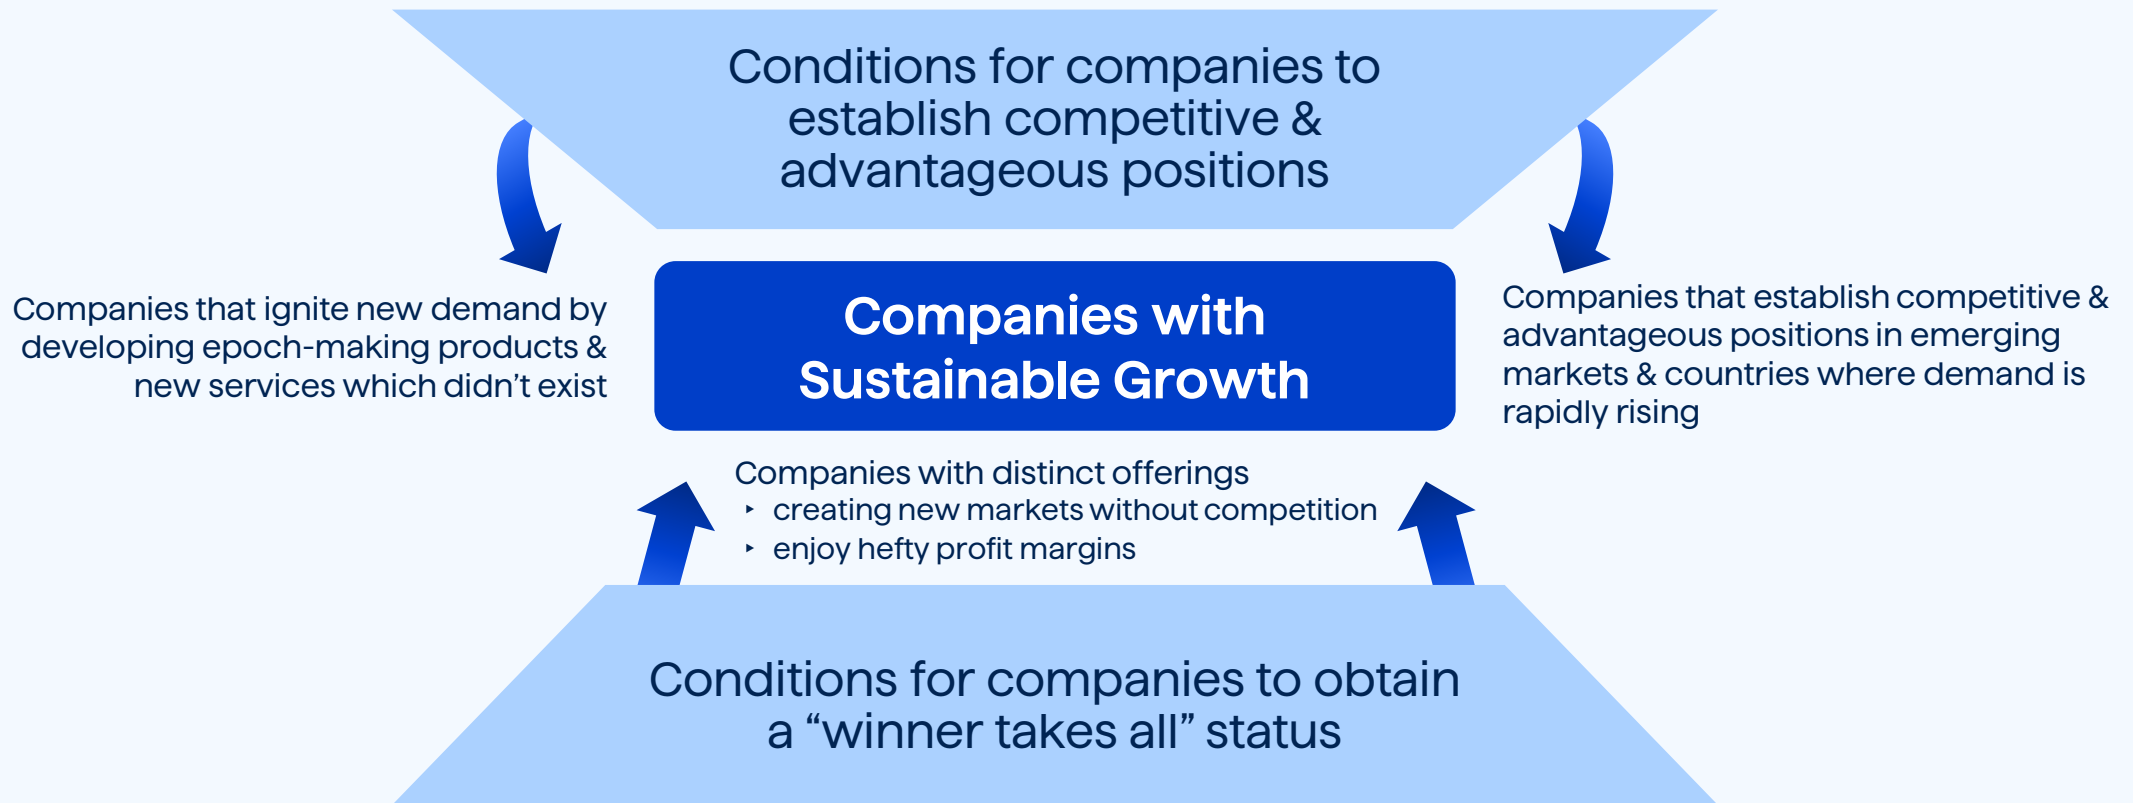 Conditions for companies to
establish competitive &
advantageous positions
Companies that ignite new demand by
developing epoch-making products &
new services which didn’t exist
Companies with
Sustainable Growth
Companies that establish competitive &
advantageous positions in emerging
markets & countries where demand is
rapidly rising
Companies with distinct offerings
‣ creating new markets without competition
‣ enjoy hefty profit margins
Conditions for companies to obtain
a “winner takes all” status